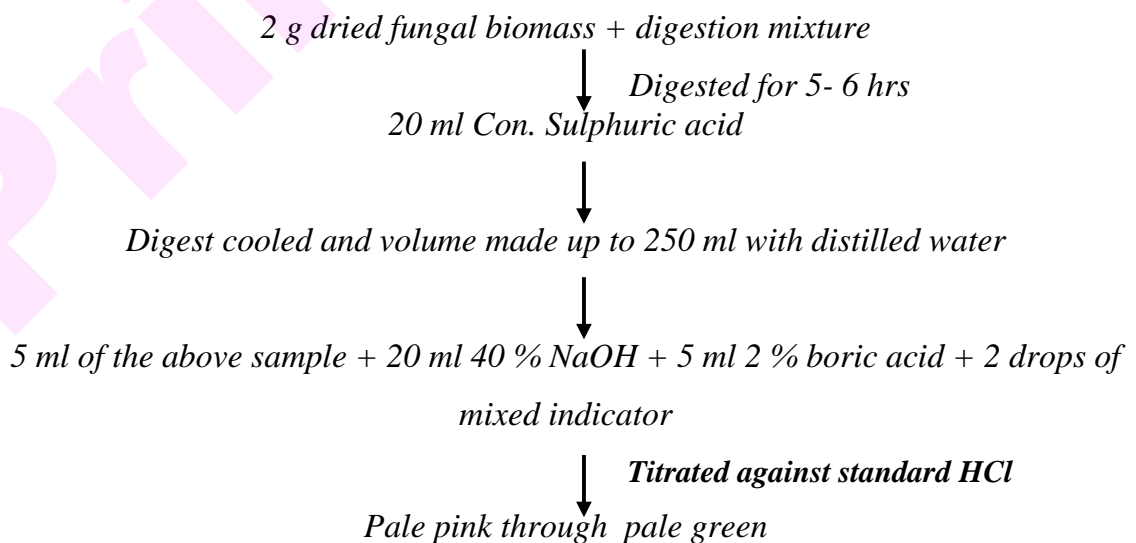 2 g dried fungal biomass + digestion mixture
Digested for 5- 6 hrs
20 ml Con. Sulphuric acid
Digest cooled and volume made up to 250 ml with distilled water
5 ml of the above sample + 20 ml 40 % NaOH + 5 ml 2 % boric acid + 2 drops of
mixed indicator
Titrated against standard HCl
Pale pink through pale green
Pri